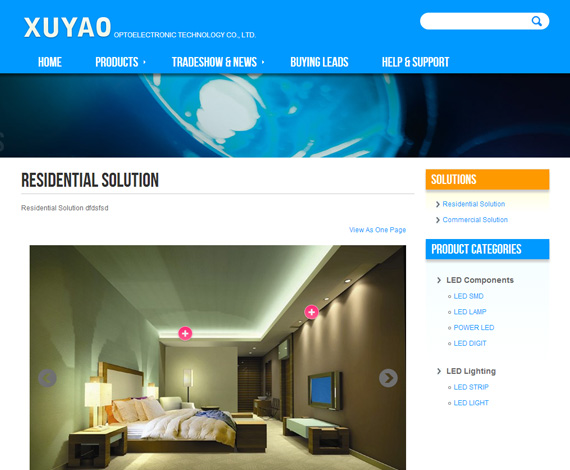 XUYAO OPTOELECTRONIC TECHNOLOGY CO., LTD.
HOME PRODUCTS TRADESHOW & NEWS BUYING LEADS HELP & SUPPORT
RESIDENTIAL SOLUTION
Residential Solution dfdsfsd
View As One Page
SOLUTIONS
Residential Solution
Commercial Solution
PRODUCT CATEGORIES
LED Components
LED SMD
LED LAMP
POWER LED
LED DIGIT
LED Lighting
LED STRIP
LED LIGHT